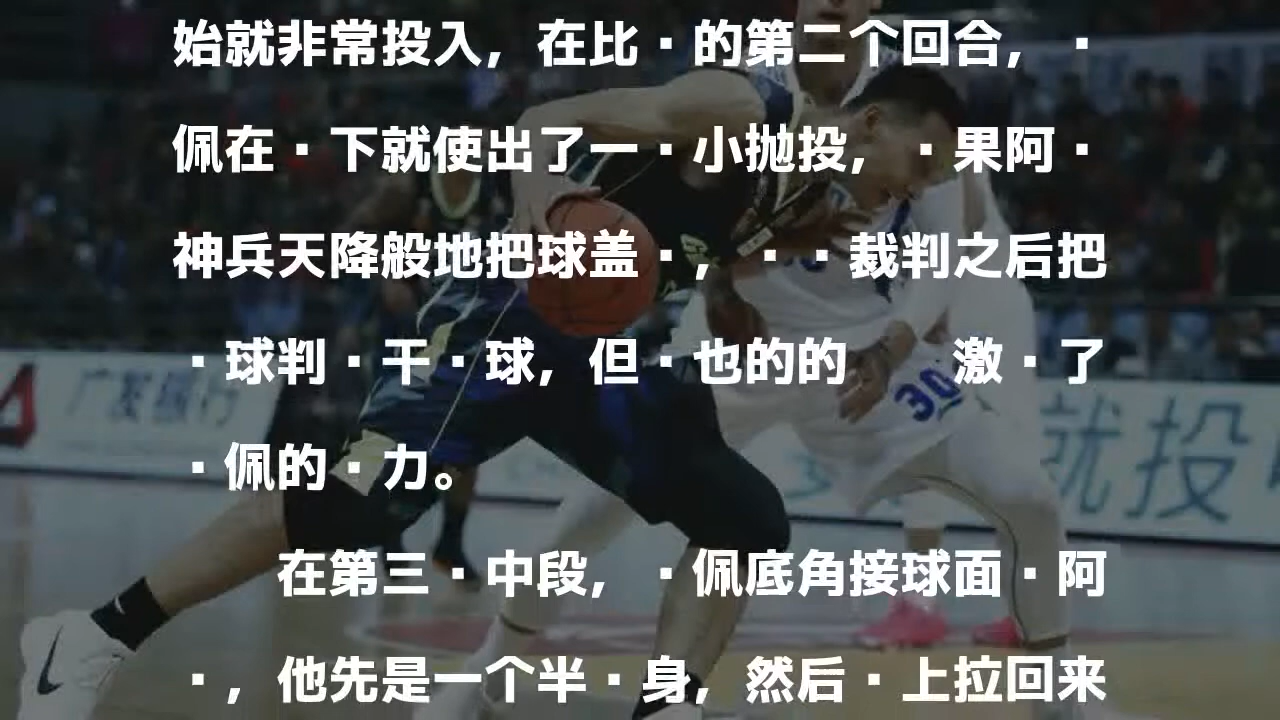 始就非常投入，在比▪的第二个回合，▪
佩在▪下就使出了一▪小抛投，▪果阿▪
神兵天降般地把球盖▪，▪▪裁判之后把
▪球判▪干▪球，但▪也的的　　激▪了
▪佩的▪力。
在第三▪中段，▪佩底角接球面▪阿
▪，他先是一个半▪身，然后▪上拉回来
广发银行
30
就投